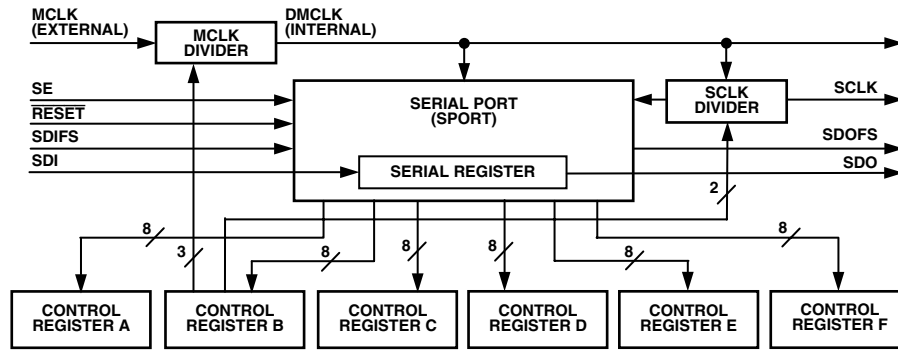 MCLK
(EXTERNAL)
MCLK
DIVIDER
DMCLK
(INTERNAL)
SE
RESET
SDIFS
SDI
SERIAL PORT
(SPORT)
SERIAL REGISTER
SCLK
DIVIDER
SCLK
SDOFS
SDO
2
8
3
8
8
8
8
8
CONTROL
REGISTER A
CONTROL
REGISTER B
CONTROL
REGISTER C
CONTROL
REGISTER D
CONTROL
REGISTER E
CONTROL
REGISTER F